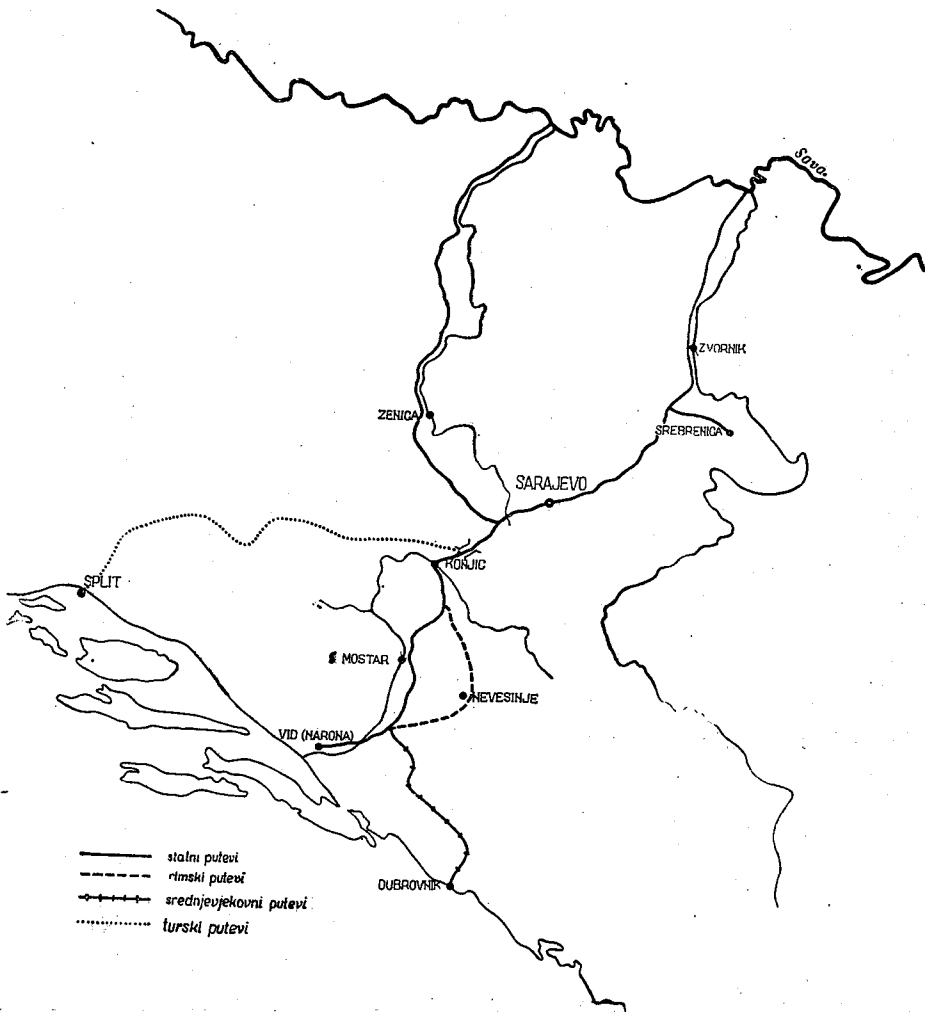 Sava
ZVORNIK
ZENICA
SREBRENICA
SARAJEVO
KONJIC
SPLIT
MOSTAR
NEVESINJE
VID (NARONA)
DUBROVNIK
stalni putevi
rimski putevi
srednjevjekovni putevi
turski putevi